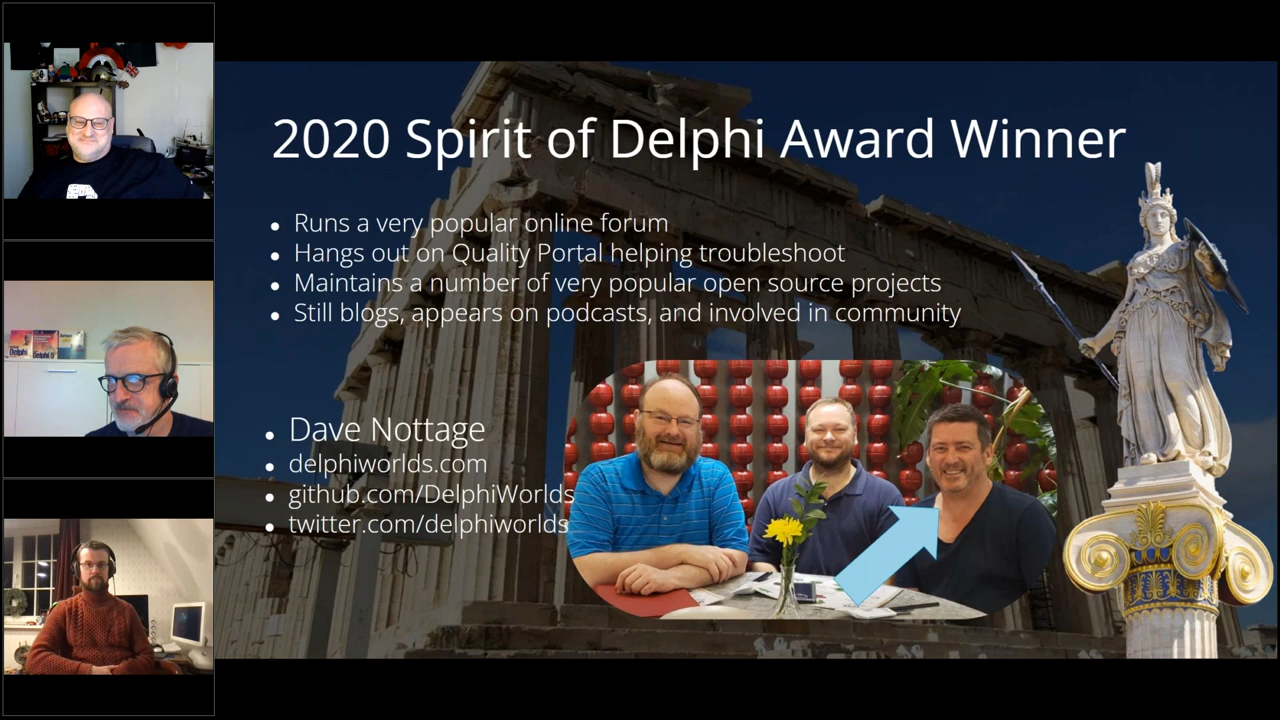 2020 Spirit of Delphi Award Winner
Runs a very popular online forum
Hangs out on Quality Portal helping troubleshoot
Maintains a number of very popular open source projects
Still blogs, appears on podcasts, and involved in community
Dave Nottage
delphiworlds.com
github.com/DelphiWorlds
twitter.com/delphiworlds
Delphi
Delphi